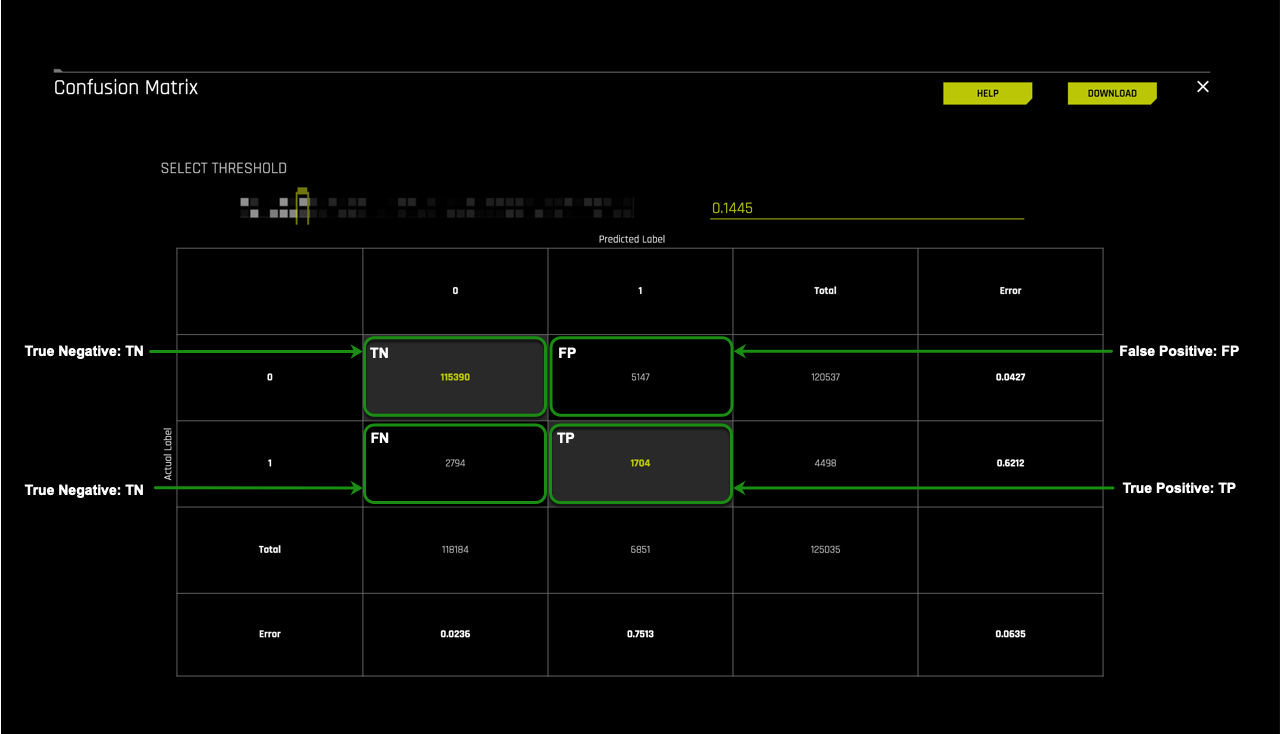 Confusion Matrix
HELP
DOWNLOAD
SELECT THRESHOLD
0.1445
Predicted Label
0 1 Total Error
True Negative: TN
TN
FP
False Positive: FP
0 115390 5147 120537 0.0427
Actual Label
FN
TP
1 2794 1704 4498 0.6212
True Negative: TN
True Positive: TP
Total 118184 6851 125035
Error 0.0236 0.7513 0.0635